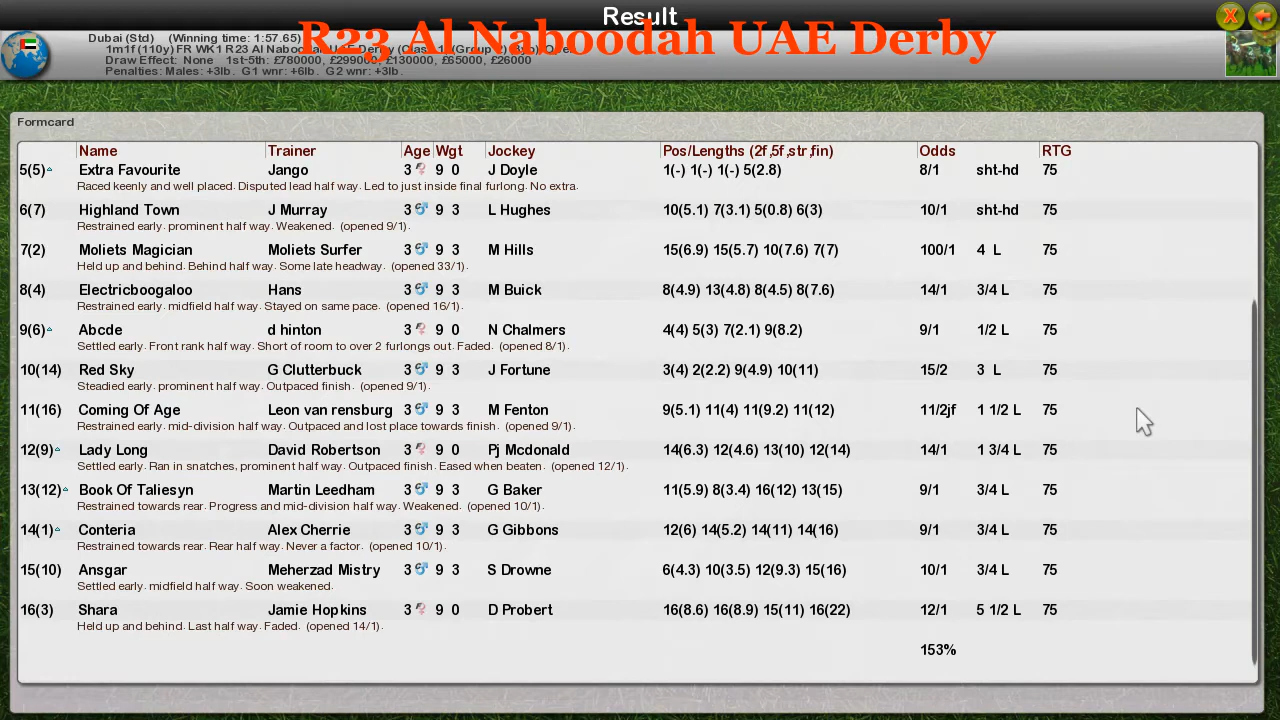 Result
R23 Al Naboodah UAE Derby
Dubai (Std) (Winning time: 1:57.65)
1m1f (110y) FR WK1 R23 Al Naboodah UAE Derby (Class 1) (Group 2) (3yo)
Draw Effect: None 1st-5th: £780000, £299000, £130000, £65000, £26000
Penalties: Males: +3lb. G1 wnr: +6lb. G2 wnr: +3lb.
Formcard
Name Trainer Age Wgt Jockey Pos/Lengths (2f,5f,str,fin) Odds RTG
5(5) Extra Favourite Jango 3 9 0 J Doyle 1(-) 1(-) 1(-) 5(2.8) 8/1 sht-hd 75
Raced keenly and well placed. Disputed lead half way. Led to just inside final furlong. No extra.
6(7) Highland Town J Murray 3 9 3 L Hughes 10(5.1) 7(3.1) 5(0.8) 6(3) 10/1 sht-hd 75
Restrained early. prominent half way. Weakened. (opened 9/1).
7(2) Moliets Magician Moliets Surfer 3 9 3 M Hills 15(6.9) 15(5.7) 10(7.6) 7(7) 100/1 4 L 75
Held up and behind. Behind half way. Some late headway. (opened 33/1).
8(4) Electricboogaloo Hans 3 9 3 M Buick 8(4.9) 13(4.8) 8(4.5) 8(7.6) 14/1 3/4 L 75
Restrained early. midfield half way. Stayed on same pace. (opened 16/1).
9(6) Abcde d hinton 3 9 0 N Chalmers 4(4) 5(3) 7(2.1) 9(8.2) 9/1 1/2 L 75
Settled early. Front rank half way. Short of room to over 2 furlongs out. Faded. (opened 8/1).
10(14) Red Sky G Clutterbuck 3 9 3 J Fortune 3(4) 2(2.2) 9(4.9) 10(11) 15/2 3 L 75
Steadied early. prominent half way. Outpaced finish. (opened 9/1).
11(16) Coming Of Age Leon van rensburg 3 9 3 M Fenton 9(5.1) 11(4) 11(9.2) 11(12) 11/2jf 1 1/2 L 75
Restrained early. mid-division half way. Outpaced and lost place towards finish. (opened 9/1).
12(9) Lady Long David Robertson 3 9 0 Pj Mcdonald 14(6.3) 12(4.6) 13(10) 12(14) 14/1 1 3/4 L 75
Settled early. Ran in snatches, prominent half way. Outpaced finish. Eased when beaten. (opened 12/1).
13(12) Book Of Taliesyn Martin Leedham 3 9 3 G Baker 11(5.9) 8(3.4) 16(12) 13(15) 9/1 3/4 L 75
Restrained towards rear. Progress and mid-division half way. Weakened. (opened 10/1).
14(1) Conteria Alex Cherrie 3 9 3 G Gibbons 12(6) 14(5.2) 14(11) 14(16) 9/1 3/4 L 75
Restrained towards rear. Rear half way. Never a factor. (opened 10/1).
15(10) Ansgar Meherzad Mistry 3 9 3 S Drowne 6(4.3) 10(3.5) 12(9.3) 15(16) 10/1 3/4 L 75
Settled early. midfield half way. Soon weakened.
16(3) Shara Jamie Hopkins 3 9 0 D Probert 16(8.6) 16(8.9) 15(11) 16(22) 12/1 5 1/2 L 75
Held up and behind. Last half way. Faded. (opened 14/1).
153%